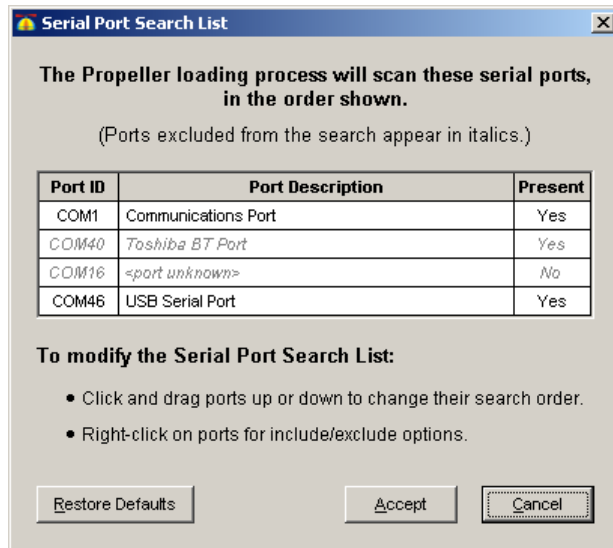 Serial Port Search List
The Propeller loading process will scan these serial ports,
in the order shown.
(Ports excluded from the search appear in italics.)
Port ID Port Description Present
COM1 Communications Port Yes
COM40 Toshiba BT Port Yes
COM16 <port unknown> No
COM46 USB Serial Port Yes
To modify the Serial Port Search List:
• Click and drag ports up or down to change their search order.
• Right-click on ports for include/exclude options.
Restore Defaults Accept Cancel